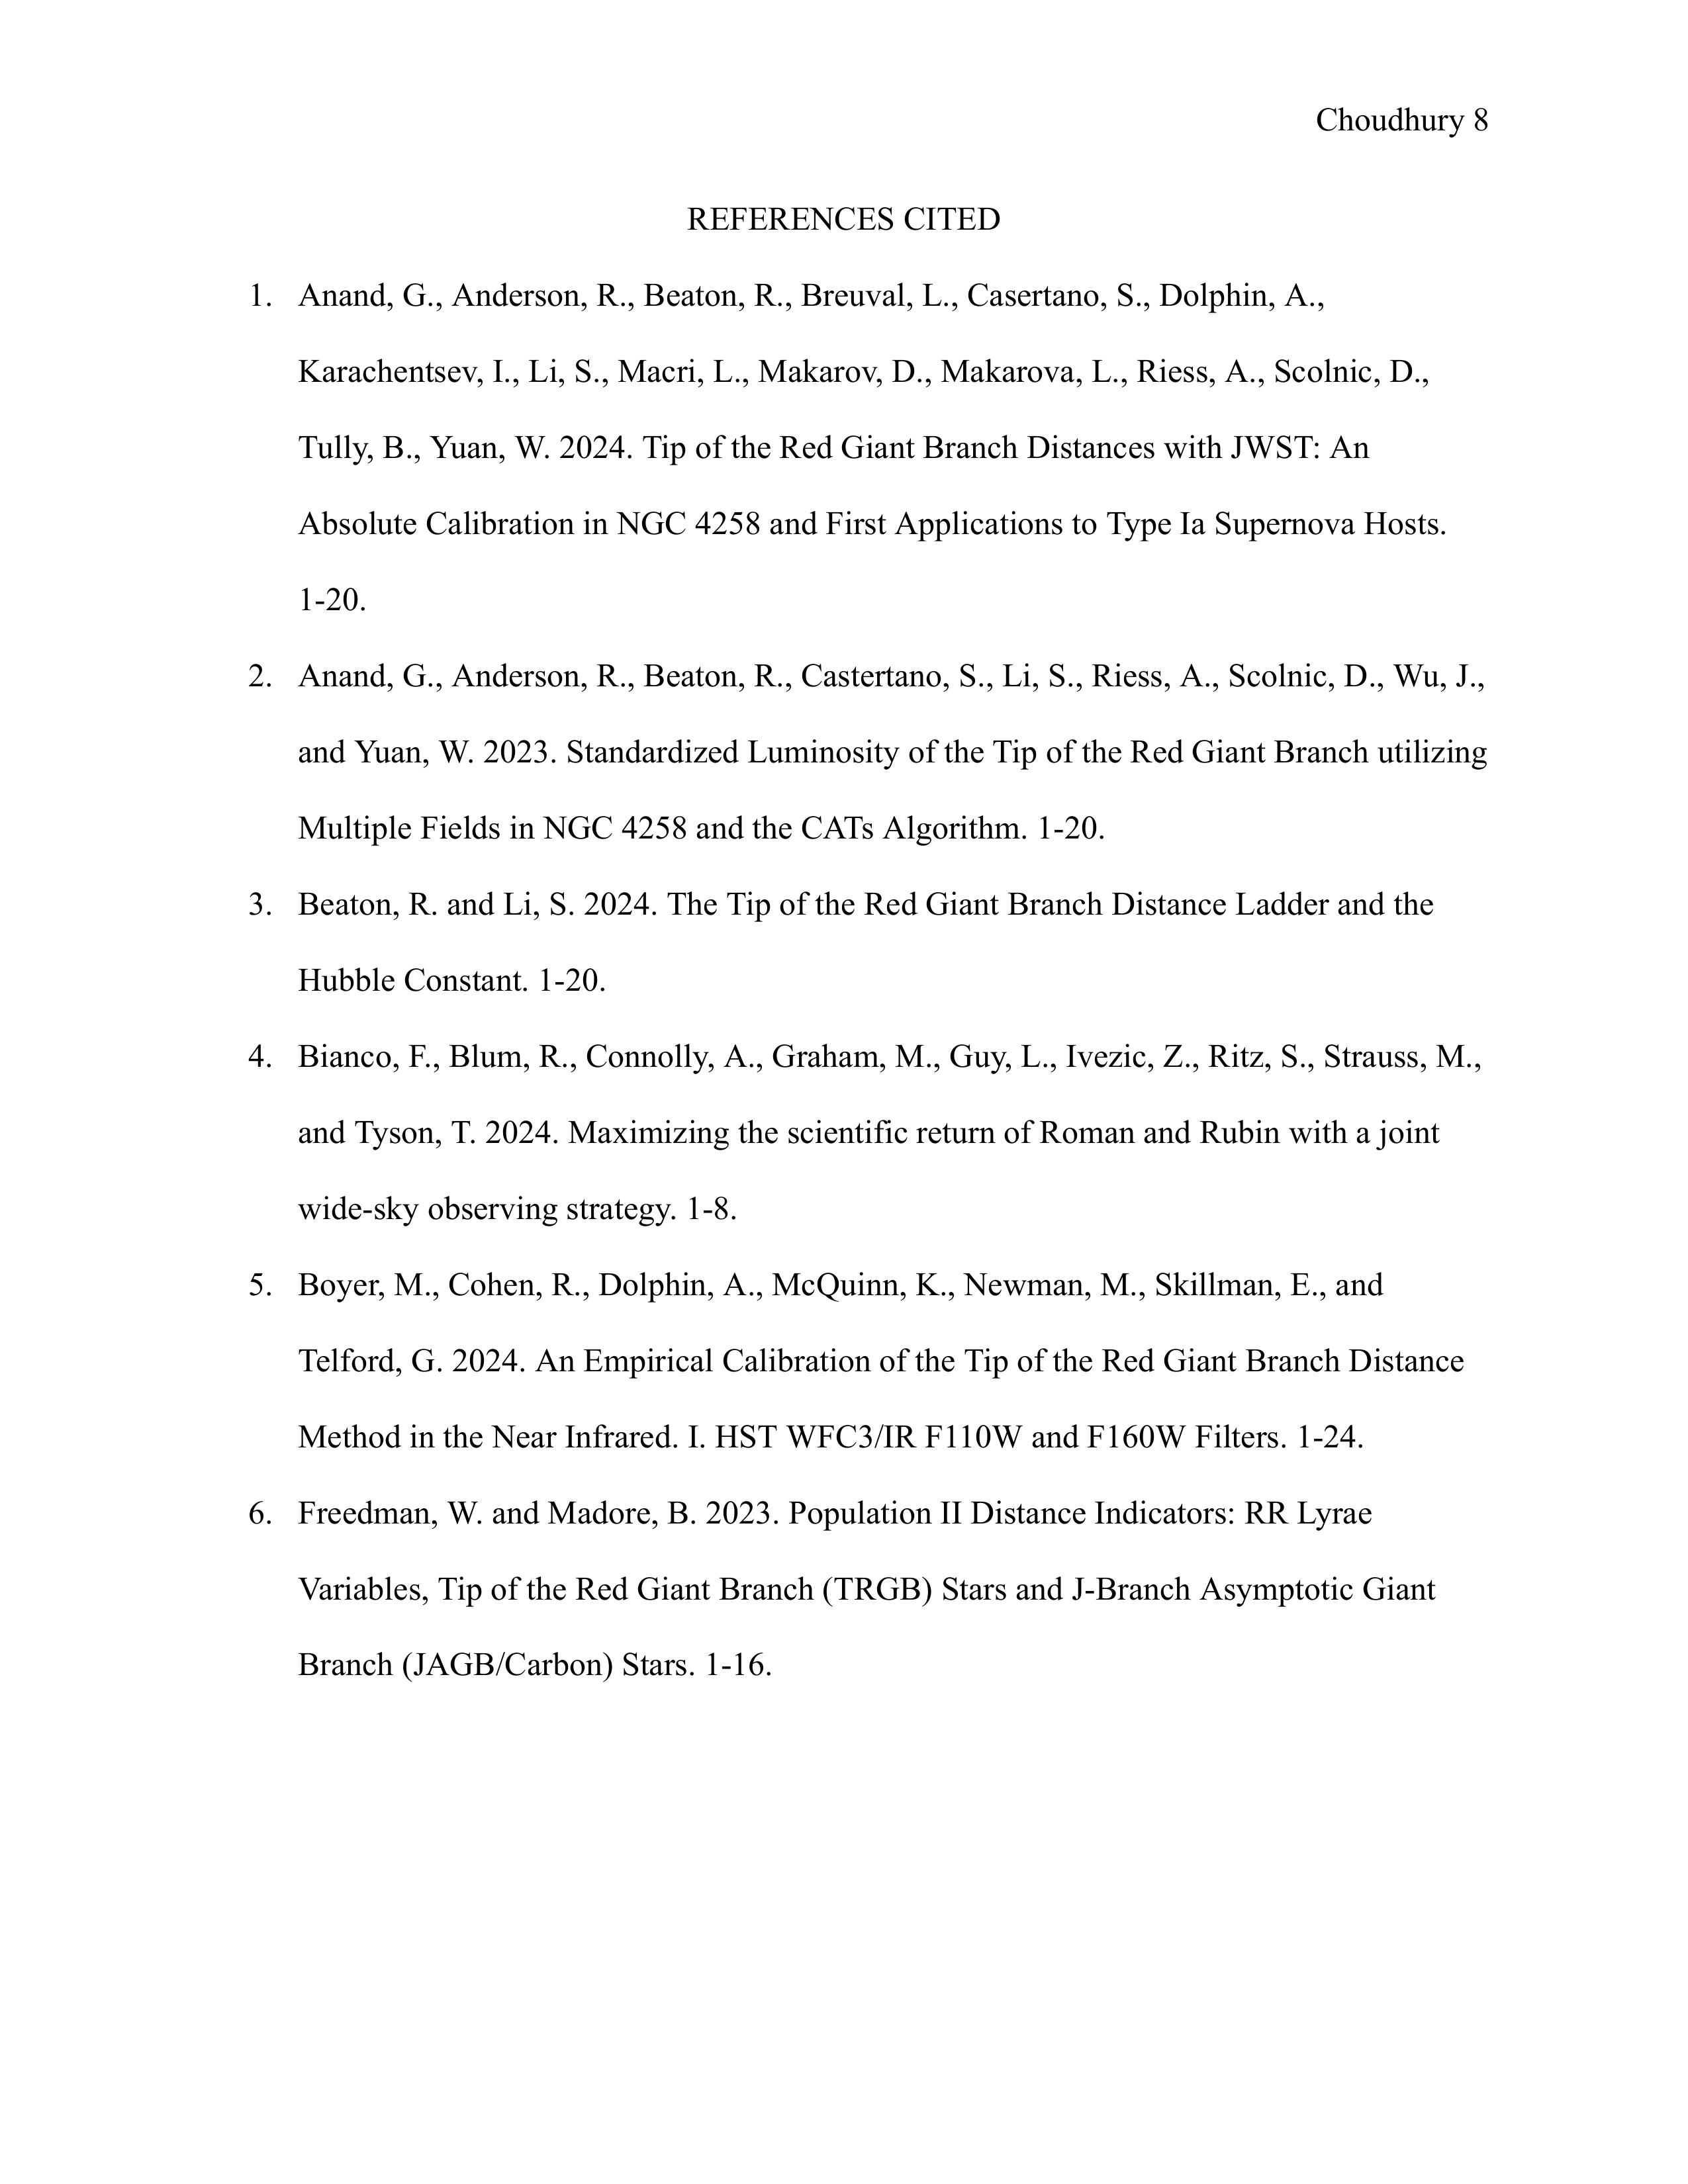 Choudhury 8
REFERENCES CITED
1. Anand, G., Anderson, R., Beaton, R., Breuval, L., Casertano, S., Dolphin, A.,
Karachentsev, I., Li, S., Macri, L., Makarov, D., Makarova, L., Riess, A., Scolnic, D.,
Tully, B., Yuan, W. 2024. Tip of the Red Giant Branch Distances with JWST: An
Absolute Calibration in NGC 4258 and First Applications to Type Ia Supernova Hosts.
1-20.
2. Anand, G., Anderson, R., Beaton, R., Castertano, S., Li, S., Riess, A., Scolnic, D., Wu, J.,
and Yuan, W. 2023. Standardized Luminosity of the Tip of the Red Giant Branch utilizing
Multiple Fields in NGC 4258 and the CATs Algorithm. 1-20.
3. Beaton, R. and Li, S. 2024. The Tip of the Red Giant Branch Distance Ladder and the
Hubble Constant. 1-20.
4. Bianco, F., Blum, R., Connolly, A., Graham, M., Guy, L., Ivezic, Z., Ritz, S., Strauss, M.,
and Tyson, T. 2024. Maximizing the scientific return of Roman and Rubin with a joint
wide-sky observing strategy. 1-8.
5. Boyer, M., Cohen, R., Dolphin, A., McQuinn, K., Newman, M., Skillman, E., and
Telford, G. 2024. An Empirical Calibration of the Tip of the Red Giant Branch Distance
Method in the Near Infrared. I. HST WFC3/IR F110W and F160W Filters. 1-24.
6. Freedman, W. and Madore, B. 2023. Population II Distance Indicators: RR Lyrae
Variables, Tip of the Red Giant Branch (TRGB) Stars and J-Branch Asymptotic Giant
Branch (JAGB/Carbon) Stars. 1-16.